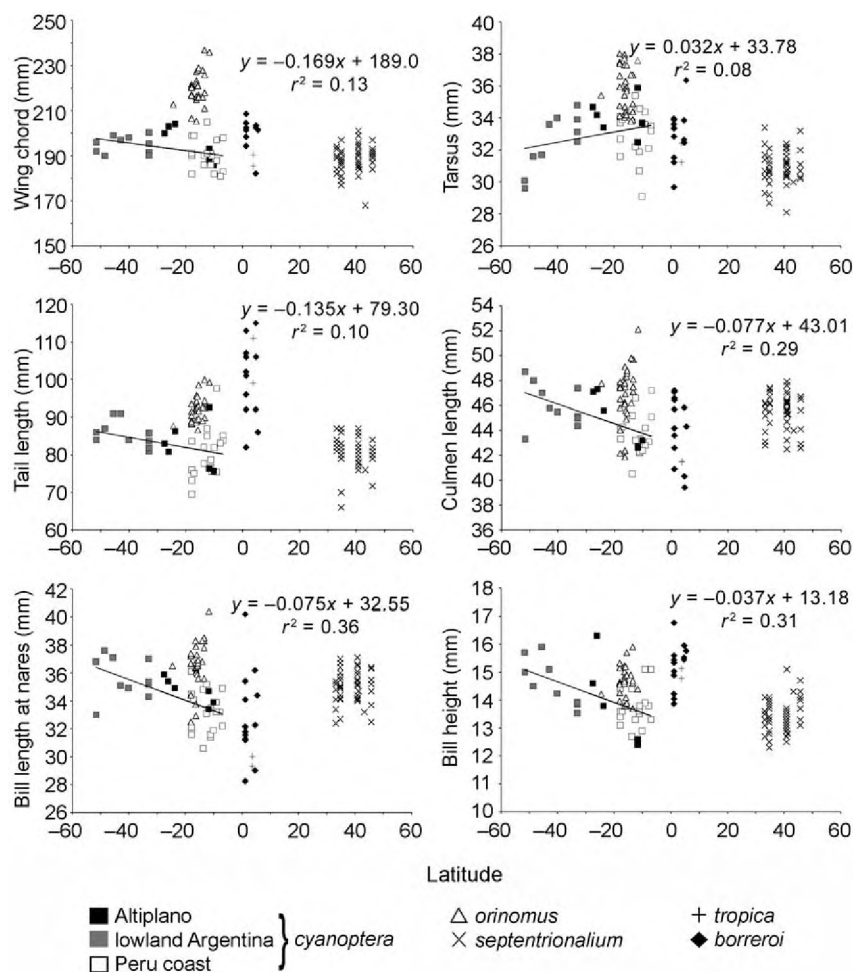 Wing chord (mm)
250
230
210
190
170
150
y = –0.169x + 189.0
r² = 0.13
–60 –40 –20 0 20 40 60
Tarsus (mm)
40
38
36
34
32
30
28
26
y = 0.032x + 33.78
r² = 0.08
–60 –40 –20 0 20 40 60
Tail length (mm)
120
110
100
90
80
70
60
y = –0.135x + 79.30
r² = 0.10
–60 –40 –20 0 20 40 60
Culmen length (mm)
54
52
50
48
46
44
42
40
38
36
y = –0.077x + 43.01
r² = 0.29
–60 –40 –20 0 20 40 60
Bill length at nares (mm)
42
40
38
36
34
32
30
28
26
y = –0.075x + 32.55
r² = 0.36
–60 –40 –20 0 20 40 60
Bill height (mm)
18
17
16
15
14
13
12
11
10
y = –0.037x + 13.18
r² = 0.31
–60 –40 –20 0 20 40 60
Latitude
Altiplano
lowland Argentina
Peru coast
cyanoptera
orinomus
septentrionalium
tropica
borreroi